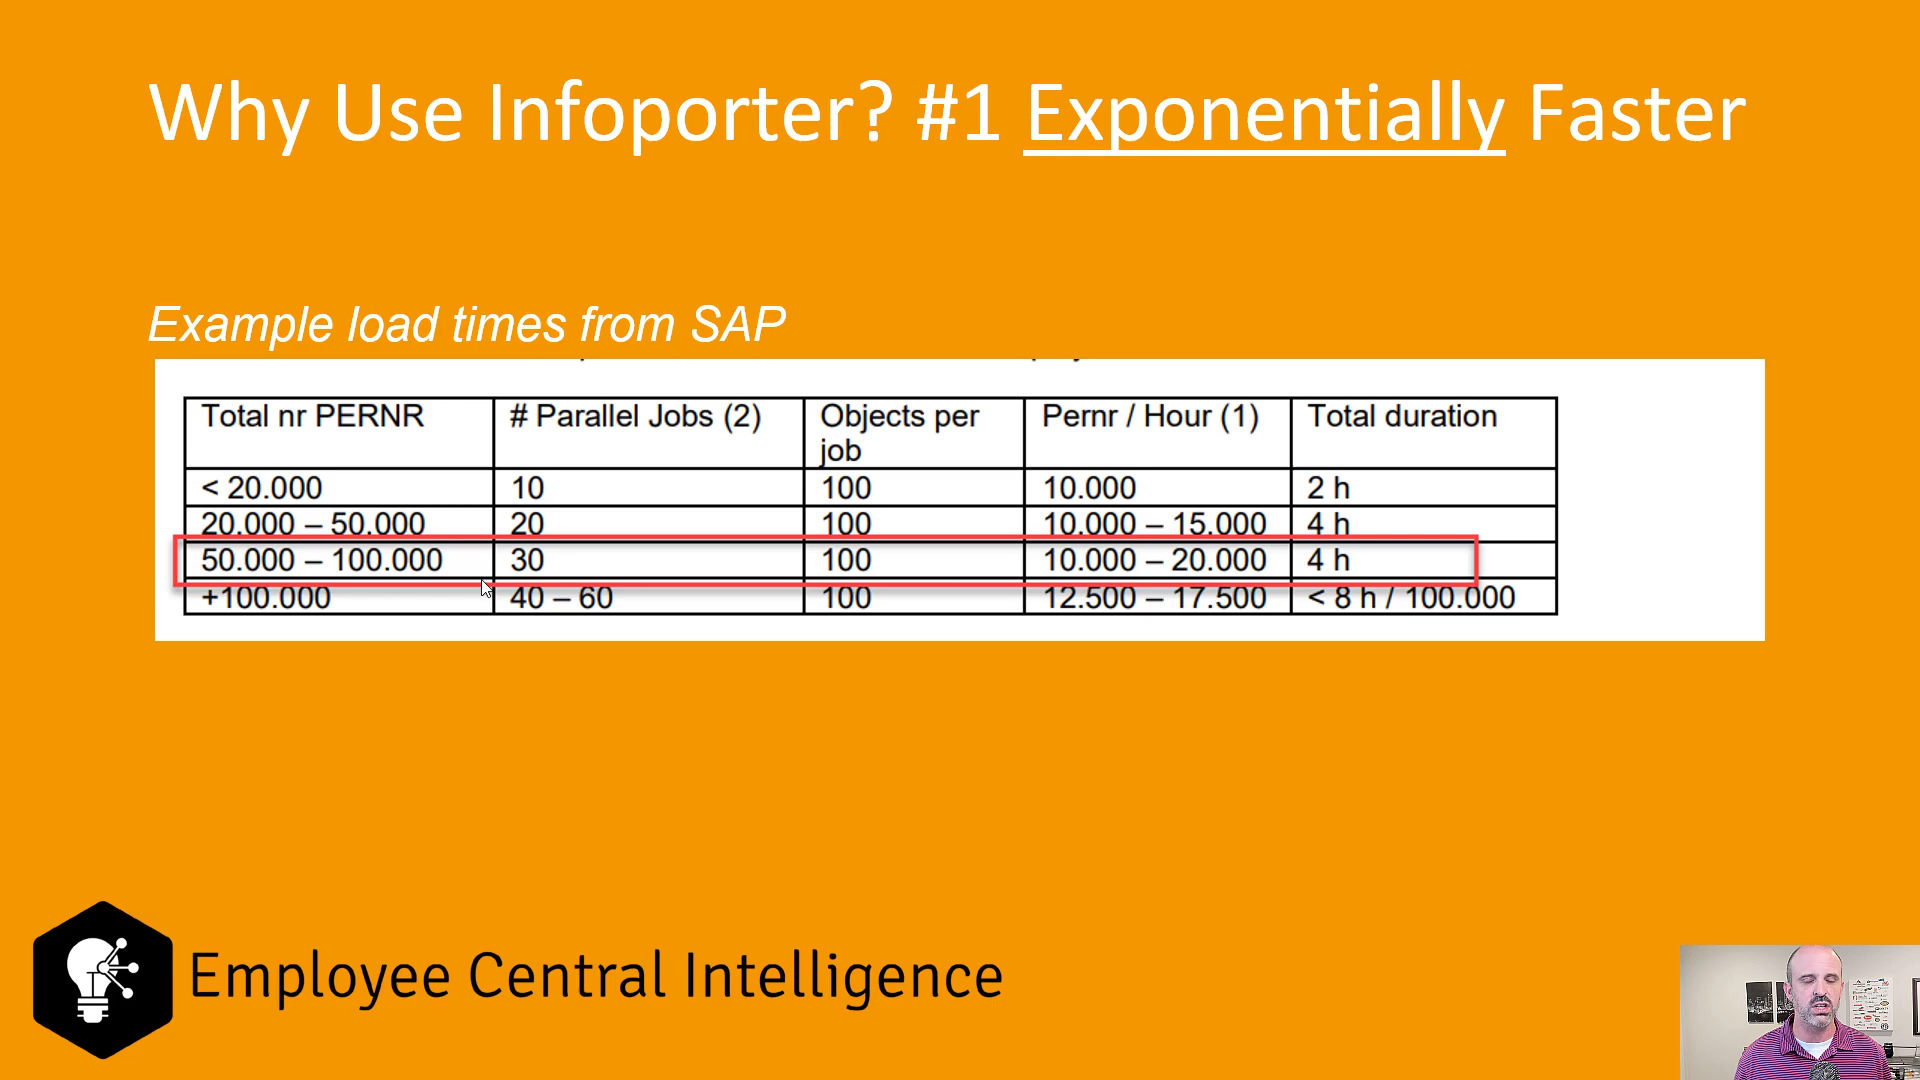 Why Use Infoporter? #1 Exponentially Faster
Example load times from SAP
Total nr PERNR # Parallel Jobs (2) Objects per job Pernr / Hour (1) Total duration
< 20.000 10 100 10.000 2 h
20.000 – 50.000 20 100 10.000 – 15.000 4 h
50.000 – 100.000 30 100 10.000 – 20.000 4 h
+100.000 40 – 60 100 12.500 – 17.500 < 8 h / 100.000
Employee Central Intelligence